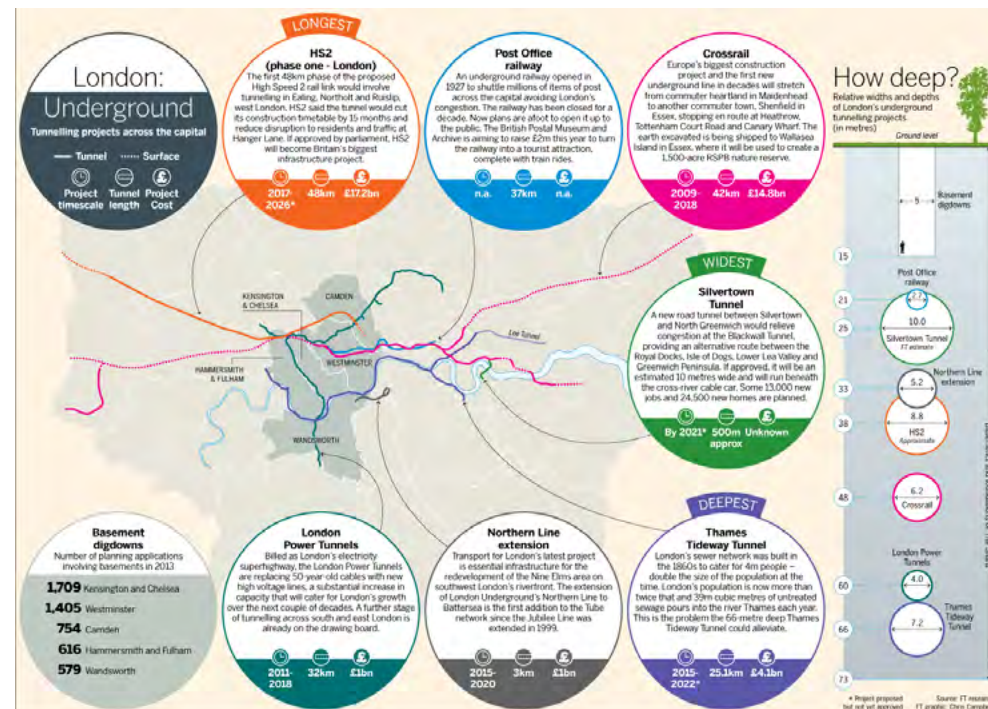 London:
Underground
Tunnelling projects across the capital
Tunnel
Surface
Project
timescale
Tunnel
length
Project
Cost
LONGEST
HS2
(phase one - London)
The first 48km phase of the proposed
High Speed 2 rail link would involve
tunnelling in Ealing, Northolt and Ruislip,
west London. HS2 said the tunnel would cut
its construction timetable by 15 months and
reduce disruption to residents and traffic at
Hanger Lane. If approved by parliament, HS2
will become Britain's biggest
infrastructure project.
2017-
2026*
48km
£17.2bn
Post Office
railway
An underground railway opened in
1927 to shuttle millions of items of post
across the capital avoiding London's
congestion. The railway has been closed for a
decade. Now plans are afoot to open it up to
the public. The British Postal Museum and
Archive is aiming to raise £2m this year to turn
the railway into a tourist attraction,
complete with train rides.
n.a.
37km
n.a.
Crossrail
Europe's biggest construction
project and the first new
underground line in decades will stretch
from commuter heartland in Maidenhead
to another commuter town, Shenfield in
Essex, stopping en route at Heathrow,
Tottenham Court Road and Canary Wharf. The
earth excavated is being shipped to Wallasea
Island in Essex, where it will be used to create a
1,500-acre RSPB nature reserve.
2009-
2018
42km
£14.8bn
How deep?
Relative widths and depths
of London's underground
tunnelling projects
(in metres)
Ground level
5
Basement
digdowns
15
Post Office
railway
21
2.7
25
10.0
Silvertown Tunnel
FT estimate
Northern Line
extension
33
5.2
38
8.8
HS2
Approximate
48
6.2
Crossrail
London Power
Tunnels
60
4.0
66
7.2
Thames
Tideway
Tunnel
73
* Project proposed
but not yet approved
KENSINGTON
& CHELSEA
CAMDEN
WESTMINSTER
HAMMERSMITH
& FULHAM
WANDSWORTH
Lee Tunnel
WIDEST
Silvertown
Tunnel
A new road tunnel between Silvertown
and North Greenwich would relieve
congestion at the Blackwall Tunnel,
providing an alternative route between the
Royal Docks, Isle of Dogs, Lower Lea Valley and
Greenwich Peninsula. If approved, it will be an
estimated 10 metres wide and will run beneath
the cross-river cable car. Some 13,000 new
jobs and 24,500 new homes are planned.
By 2021*
500m
approx
Unknown
Basement
digdowns
Number of planning applications
involving basements in 2013
1,709 Kensington and Chelsea
1,405 Westminster
754 Camden
616 Hammersmith and Fulham
579 Wandsworth
London
Power Tunnels
Billed as London's electricity
superhighway, the London Power Tunnels
are replacing 50-year-old cables with new
high voltage lines, a substantial increase in
capacity that will cater for London's growth
over the next couple of decades. A further stage
of tunnelling across south and east London is
already on the drawing board.
2011-
2018
32km
£1bn
Northern Line
extension
Transport for London's latest project
is essential infrastructure for the
redevelopment of the Nine Elms area on
southwest London's riverfront. The extension
of London Underground's Northern Line to
Battersea is the first addition to the Tube
network since the Jubilee Line was
extended in 1999.
2015-
2020
3km
£1bn
DEEPEST
Thames
Tideway Tunnel
London's sewer network was built in
the 1860s to cater for 4m people –
double the size of the population at the
time. London's population is now more than
twice that and 39m cubic metres of untreated
sewage pours into the river Thames each year.
This is the problem the 66-metre deep Thames
Tideway Tunnel could alleviate.
2015-
2022*
25.1km
£4.1bn
Source: FT
FT graphic: Chris